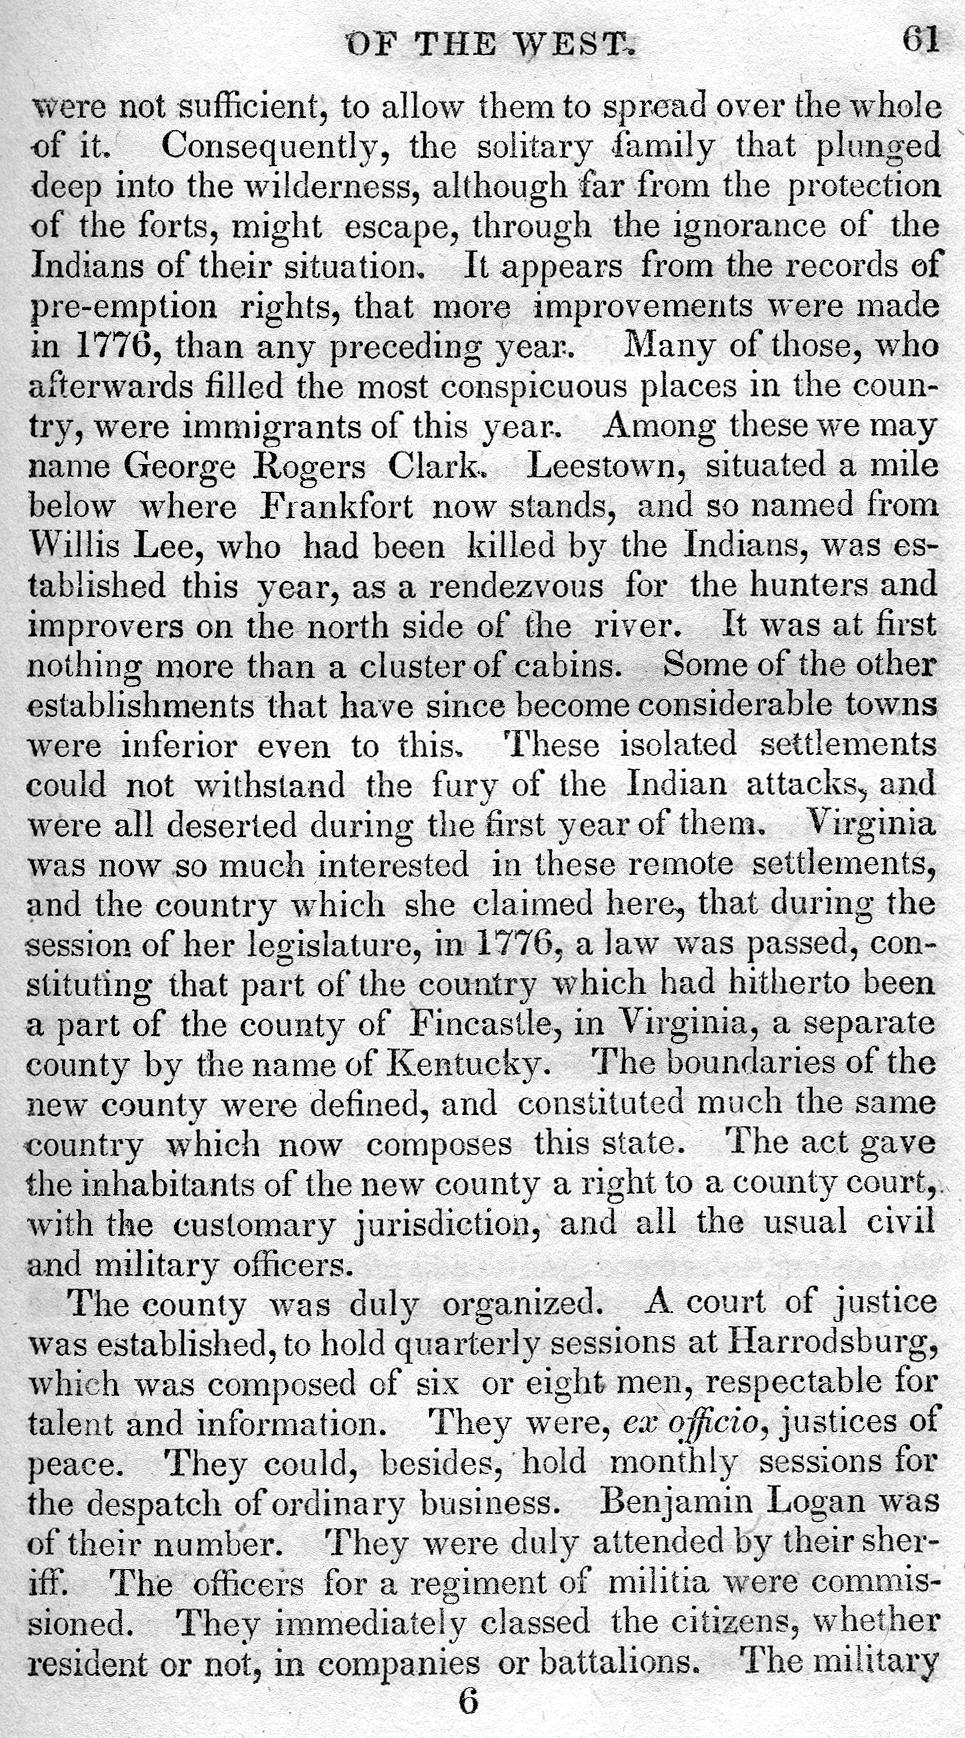 OF THE WEST. 61
were not sufficient, to allow them to spread over the whole
of it. Consequently, the solitary family that plunged
deep into the wilderness, although far from the protection
of the forts, might escape, through the ignorance of the
Indians of their situation. It appears from the records of
pre-emption rights, that more improvements were made
in 1776, than any preceding year. Many of those, who
afterwards filled the most conspicuous places in the coun-
try, were immigrants of this year. Among these we may
name George Rogers Clark. Leestown, situated a mile
below where Frankfort now stands, and so named from
Willis Lee, who had been killed by the Indians, was es-
tablished this year, as a rendezvous for the hunters and
improvers on the north side of the river. It was at first
nothing more than a cluster of cabins. Some of the other
establishments that have since become considerable towns
were inferior even to this. These isolated settlements
could not withstand the fury of the Indian attacks, and
were all deserted during the first year of them. Virginia
was now so much interested in these remote settlements,
and the country which she claimed here, that during the
session of her legislature, in 1776, a law was passed, con-
stituting that part of the country which had hitherto been
a part of the county of Fincastle, in Virginia, a separate
county by the name of Kentucky. The boundaries of the
new county were defined, and constituted much the same
country which now composes this state. The act gave
the inhabitants of the new county a right to a county court,
with the customary jurisdiction, and all the usual civil
and military officers.
The county was duly organized. A court of justice
was established, to hold quarterly sessions at Harrodsburg,
which was composed of six or eight men, respectable for
talent and information. They were, ex officio, justices of
peace. They could, besides, hold monthly sessions for
the despatch of ordinary business. Benjamin Logan was
of their number. They were duly attended by their sher-
iff. The officers for a regiment of militia were commis-
sioned. They immediately classed the citizens, whether
resident or not, in companies or battalions. The military
6